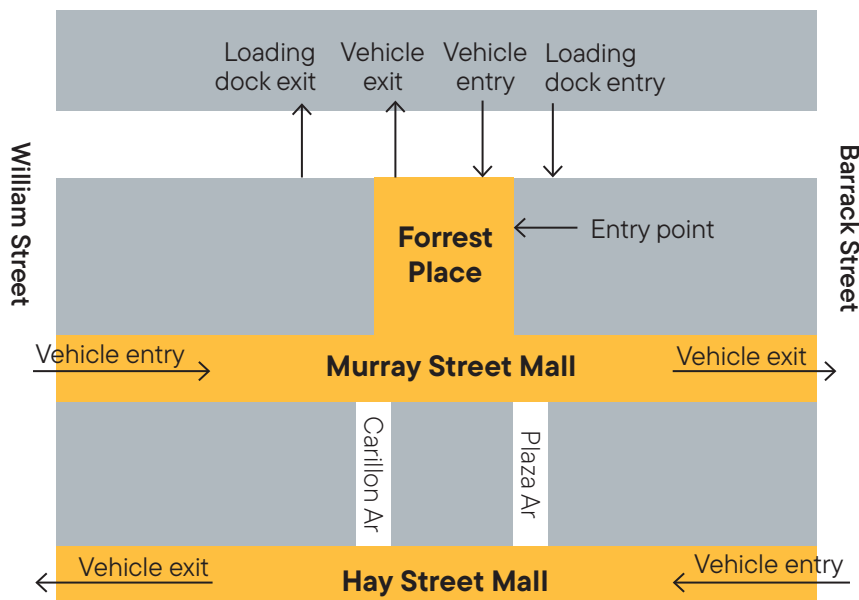 Loading
dock exit
Vehicle
exit
Vehicle
entry
Loading
dock entry
William Street
Barrack Street
Forrest
Place
Entry point
Vehicle entry
Murray Street Mall
Vehicle exit
Carillon Ar
Plaza Ar
Vehicle exit
Hay Street Mall
Vehicle entry